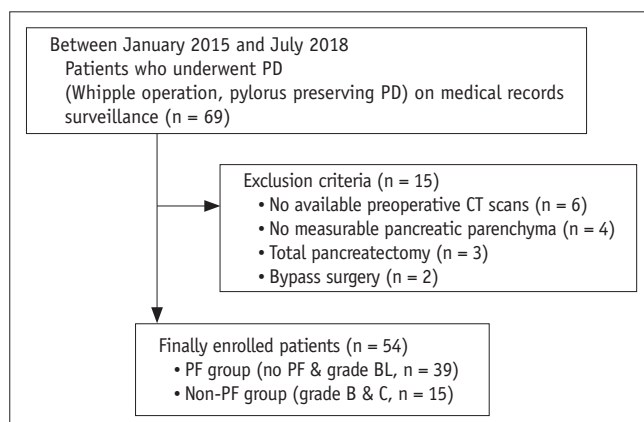 Between January 2015 and July 2018
Patients who underwent PD
(Whipple operation, pylorus preserving PD) on medical records
surveillance (n = 69)
Exclusion criteria (n = 15)
• No available preoperative CT scans (n = 6)
• No measurable pancreatic parenchyma (n = 4)
• Total pancreatectomy (n = 3)
• Bypass surgery (n = 2)
Finally enrolled patients (n = 54)
• PF group (no PF & grade BL, n = 39)
• Non-PF group (grade B & C, n = 15)